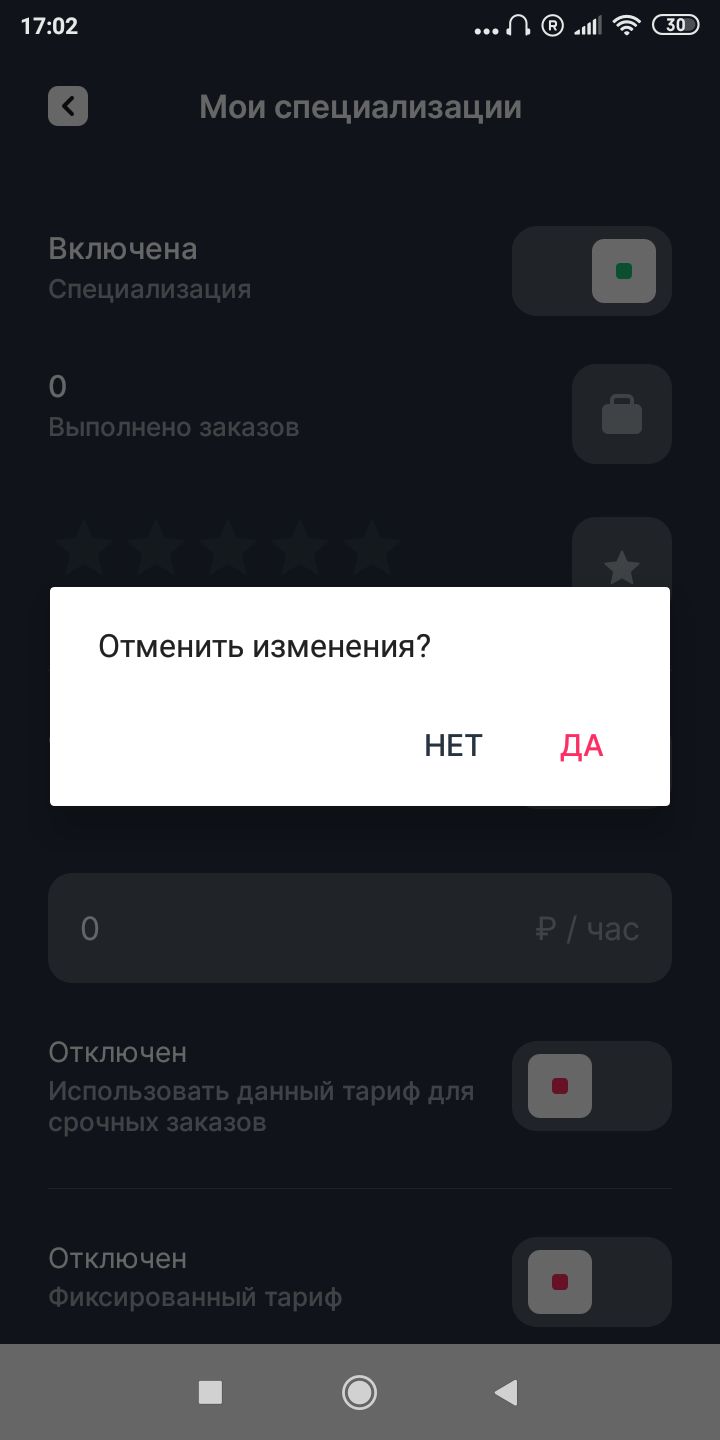 17:02
30
Мои специализации
Включена
Специализация
0
Выполнено заказов
Отменить изменения?
НЕТ ДА
0 ₽ / час
Отключен
Использовать данный тариф для
срочных заказов
Отключен
Фиксированный тариф